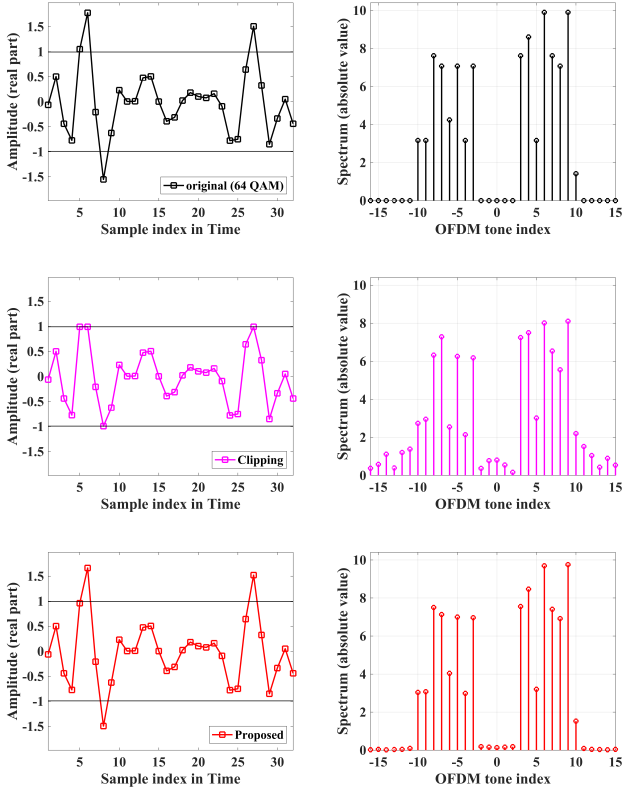 Amplitude (real part)
1.5
1
0.5
0
-0.5
-1
-1.5
original (64 QAM)
5 10 15 20 25 30
Sample index in Time
Spectrum (absolute value)
10
8
6
4
2
0
-15 -10 -5 0 5 10 15
OFDM tone index
Amplitude (real part)
1.5
1
0.5
0
-0.5
-1
-1.5
Clipping
5 10 15 20 25 30
Sample index in Time
Spectrum (absolute value)
10
8
6
4
2
0
-15 -10 -5 0 5 10 15
OFDM tone index
Amplitude (real part)
1.5
1
0.5
0
-0.5
-1
-1.5
Proposed
5 10 15 20 25 30
Sample index in Time
Spectrum (absolute value)
10
8
6
4
2
0
-15 -10 -5 0 5 10 15
OFDM tone index